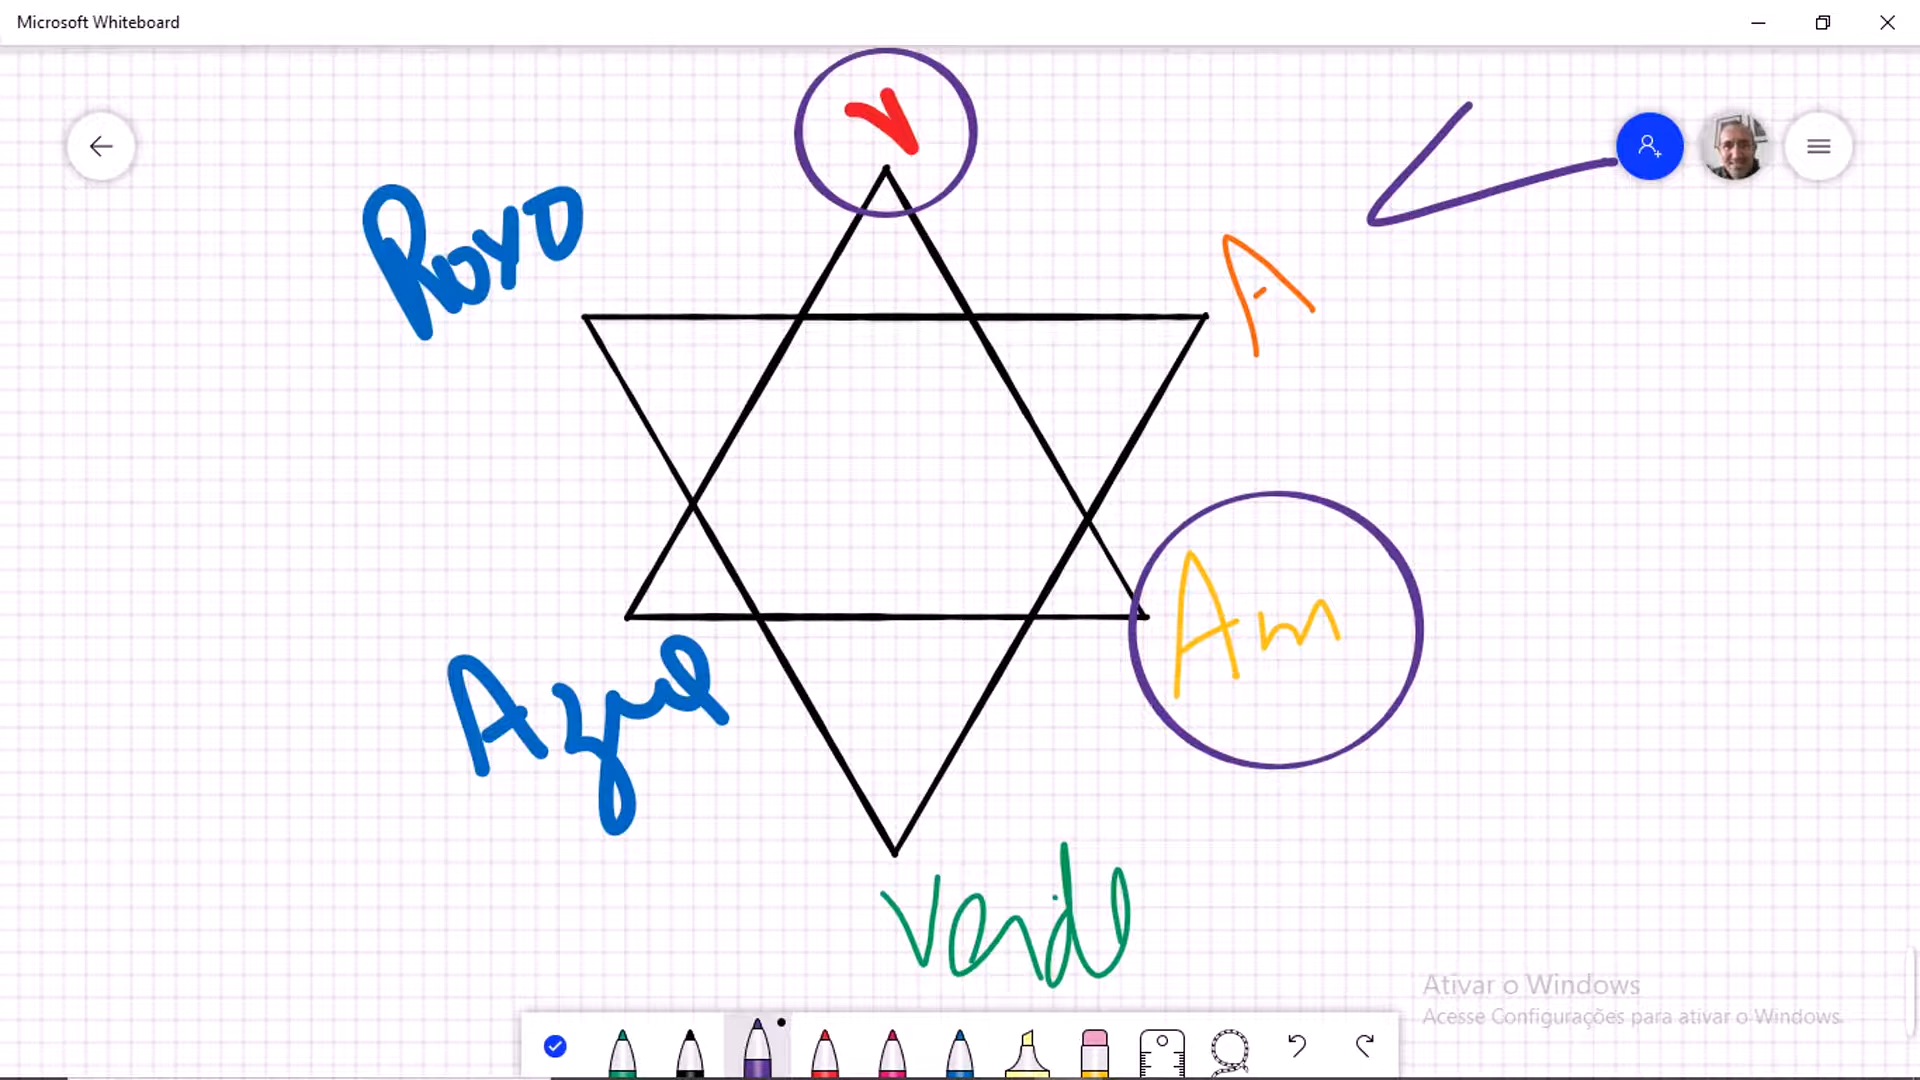 Microsoft Whiteboard
V
Roxo
A
Am
Azul
Verde
Ativar o Windows
Acesse Configurações para ativar o Windows.